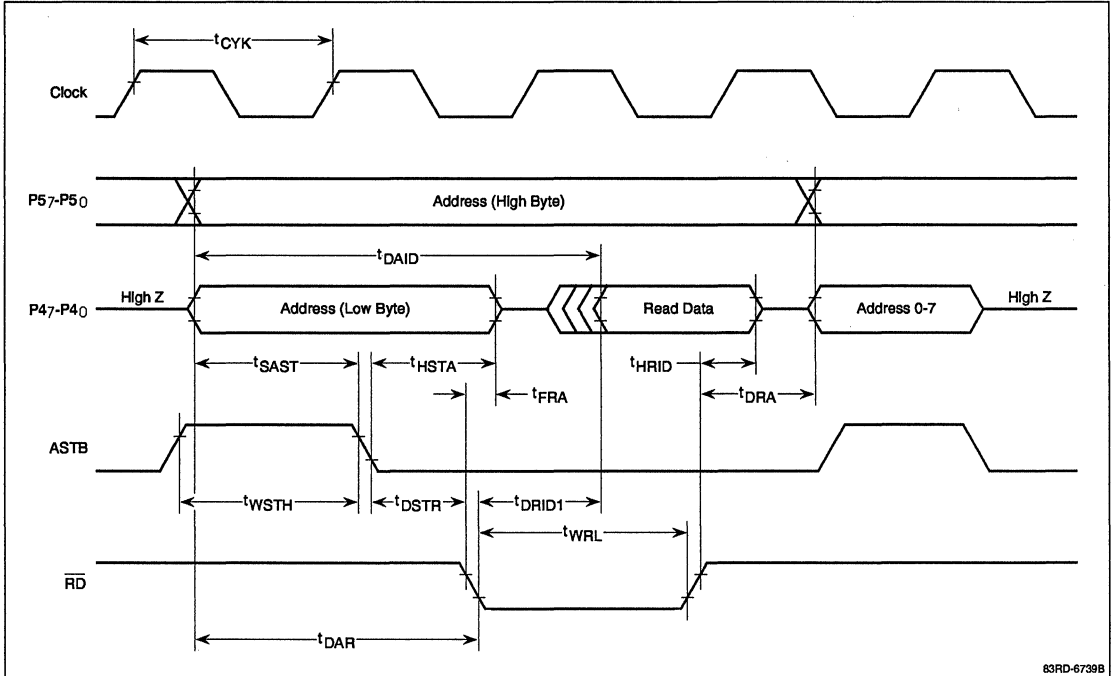 tCYK
Clock
P57-P50
Address (High Byte)
tDAID
P47-P40
High Z
Address (Low Byte)
Read Data
Address 0-7
High Z
tSAST
tHSTA
tHRID
tFRA
tDRA
ASTB
tWSTH
tDSTR
tDRID1
tWRL
RD
tDAR
83RD-6739B